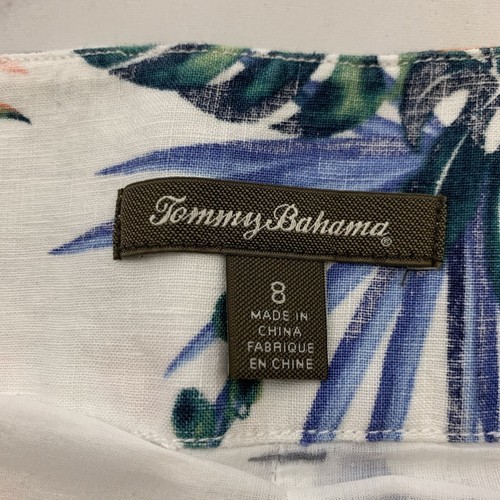 Tommy Bahama®
8
MADE IN
CHINA
FABRIQUE
EN CHINE